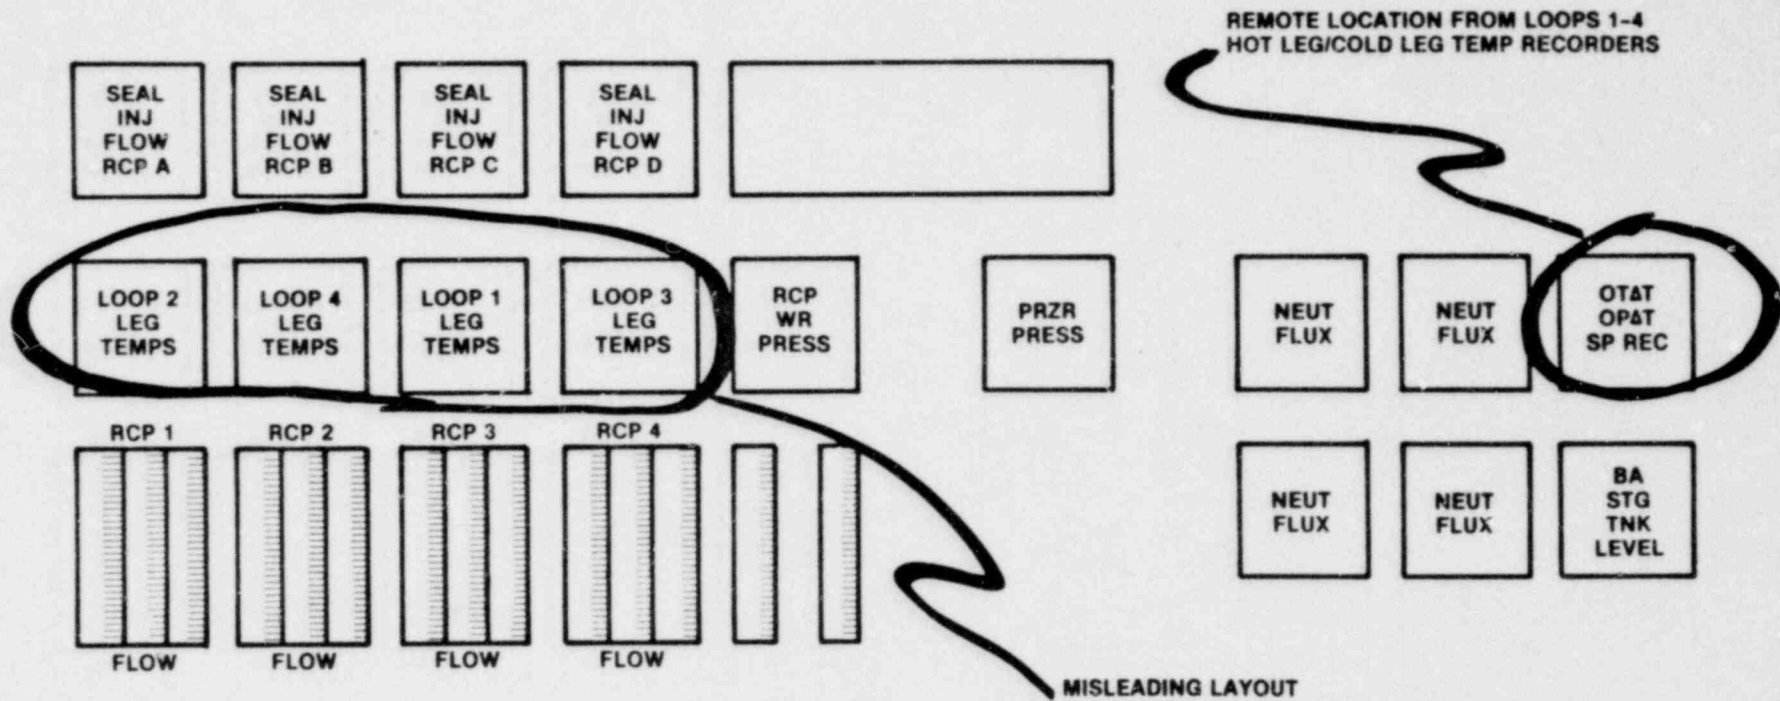 REMOTE LOCATION FROM LOOPS 1-4
HOT LEG/COLD LEG TEMP RECORDERS
SEAL
INJ
FLOW
RCP A
SEAL
INJ
FLOW
RCP B
SEAL
INJ
FLOW
RCP C
SEAL
INJ
FLOW
RCP D
LOOP 2
LEG
TEMPS
LOOP 4
LEG
TEMPS
LOOP 1
LEG
TEMPS
LOOP 3
LEG
TEMPS
RCP
WR
PRESS
PRZR
PRESS
NEUT
FLUX
NEUT
FLUX
OTΔT
OPΔT
SP REC
RCP 1
RCP 2
RCP 3
RCP 4
FLOW
FLOW
FLOW
FLOW
NEUT
FLUX
NEUT
FLUX
BA
STG
TNK
LEVEL
MISLEADING LAYOUT